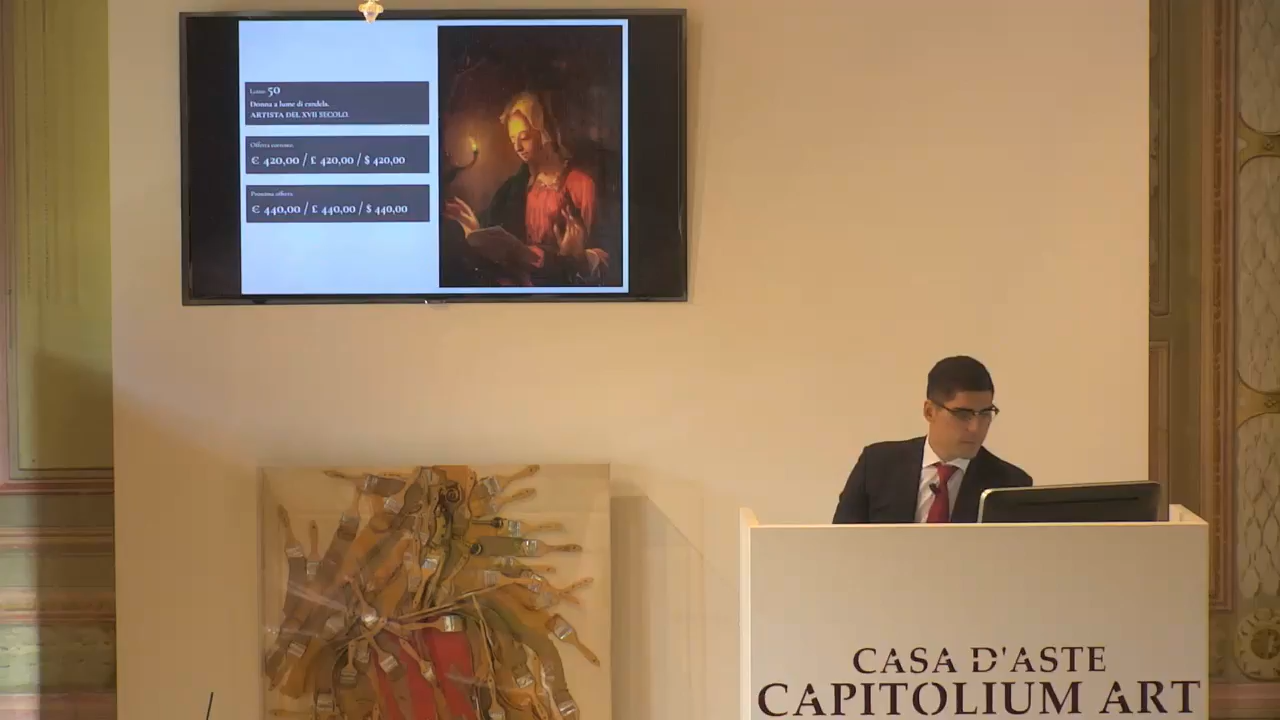 Lotto 50
Donna a lume di candela.
ARTISTA DEL XVII SECOLO.
Offerta corrente:
€ 420,00 / £ 420,00 / $ 420,00
Prossima offerta:
€ 440,00 / £ 440,00 / $ 440,00
CASA D'ASTE
CAPITOLIUM ART